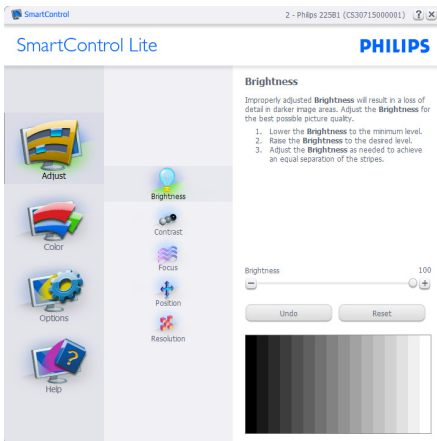 SmartControl
2 - Philips 225B1 (CS30715000001)
?
X
SmartControl Lite
PHILIPS
Adjust
Color
Options
?
Help
Brightness
Contrast
Focus
Position
Resolution
Brightness
Improperly adjusted Brightness will result in a loss of
detail in darker image areas. Adjust the Brightness for
the best possible picture quality.
1. Lower the Brightness to the minimum level.
2. Raise the Brightness to the desired level.
3. Adjust the Brightness as needed to achieve
an equal separation of the stripes.
Brightness 100
Undo
Reset